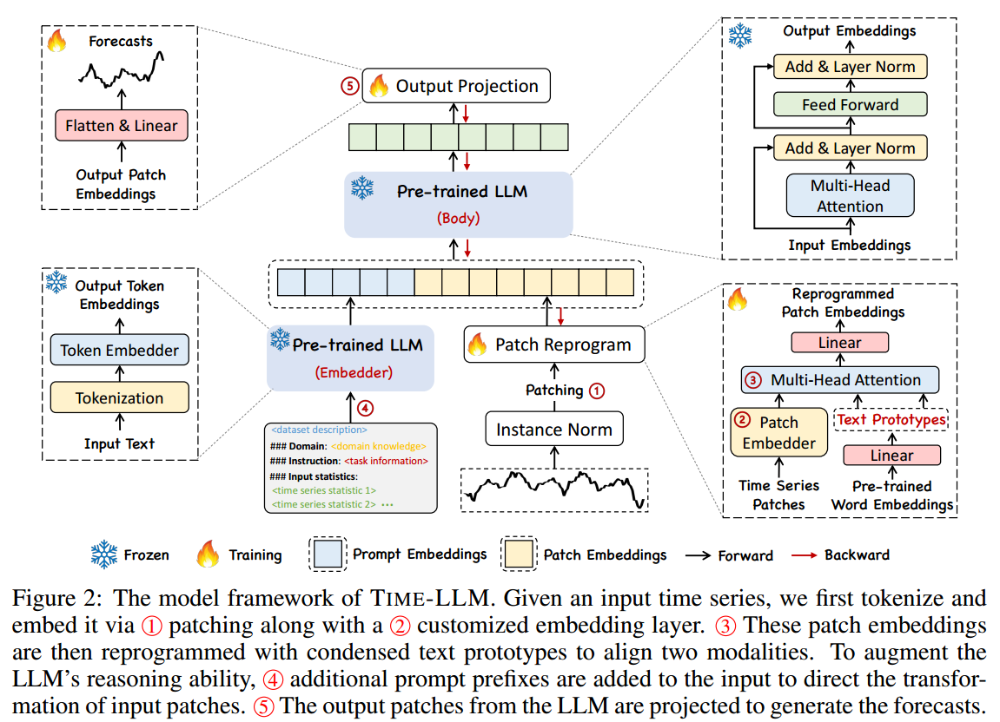 Forecasts
Flatten & Linear
Output Patch
Embeddings
⑤ Output Projection
Pre-trained LLM
(Body)
Output Embeddings
Add & Layer Norm
Feed Forward
Add & Layer Norm
Multi-Head
Attention
Input Embeddings
Output Token
Embeddings
Token Embedder
Tokenization
Input Text
Pre-trained LLM
(Embedder)
④
<dataset description>
### Domain: <domain knowledge>
### Instruction: <task information>
### Input statistics:
<time series statistic 1>
<time series statistic 2> ...
Patch Reprogram
Patching ①
Instance Norm
Reprogrammed
Patch Embeddings
Linear
③ Multi-Head Attention
② Patch
Embedder
Text Prototypes
Linear
Time Series
Patches
Pre-trained
Word Embeddings
Frozen
Training
Prompt Embeddings
Patch Embeddings
Forward
Backward
Figure 2: The model framework of TIME-LLM. Given an input time series, we first tokenize and
embed it via ① patching along with a ② customized embedding layer. ③ These patch embeddings
are then reprogrammed with condensed text prototypes to align two modalities. To augment the
LLM's reasoning ability, ④ additional prompt prefixes are added to the input to direct the transfor-
mation of input patches. ⑤ The output patches from the LLM are projected to generate the forecasts.